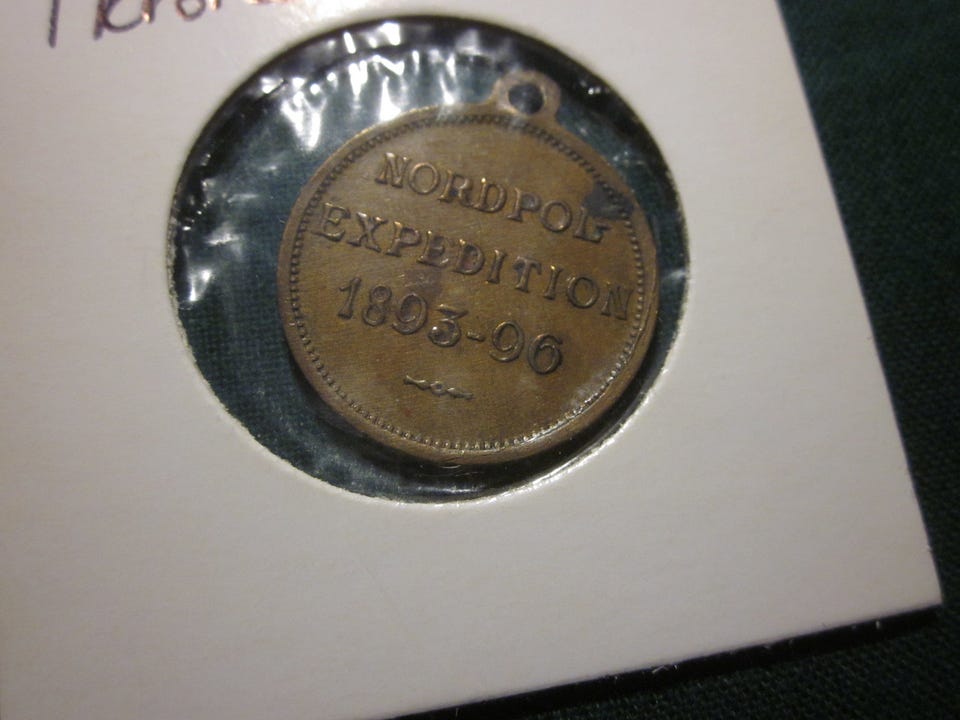 NORDPOL-
EXPEDITION
1893-96